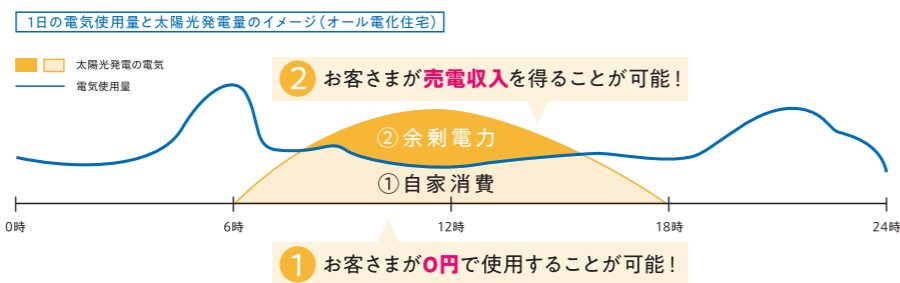 1日の電気使用量と太陽光発電量のイメージ（オール電化住宅）
太陽光発電の電気
電気使用量
② お客さまが売電収入を得ることが可能！
②余剰電力
①自家消費
0時 6時 12時 18時 24時
① お客さまが0円で使用することが可能！